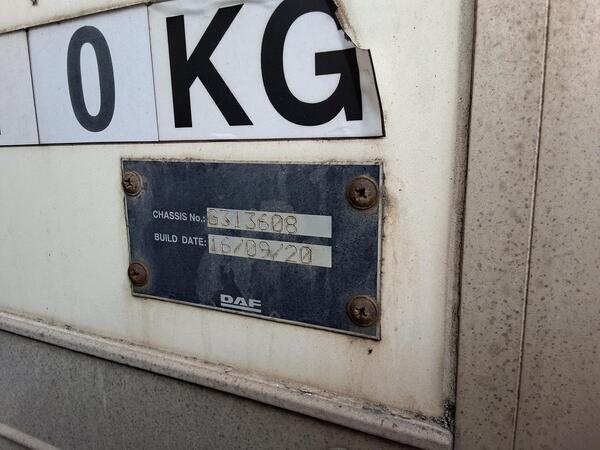 0 KG
CHASSIS No.: G313608
BUILD DATE: 16/09/20
DAF